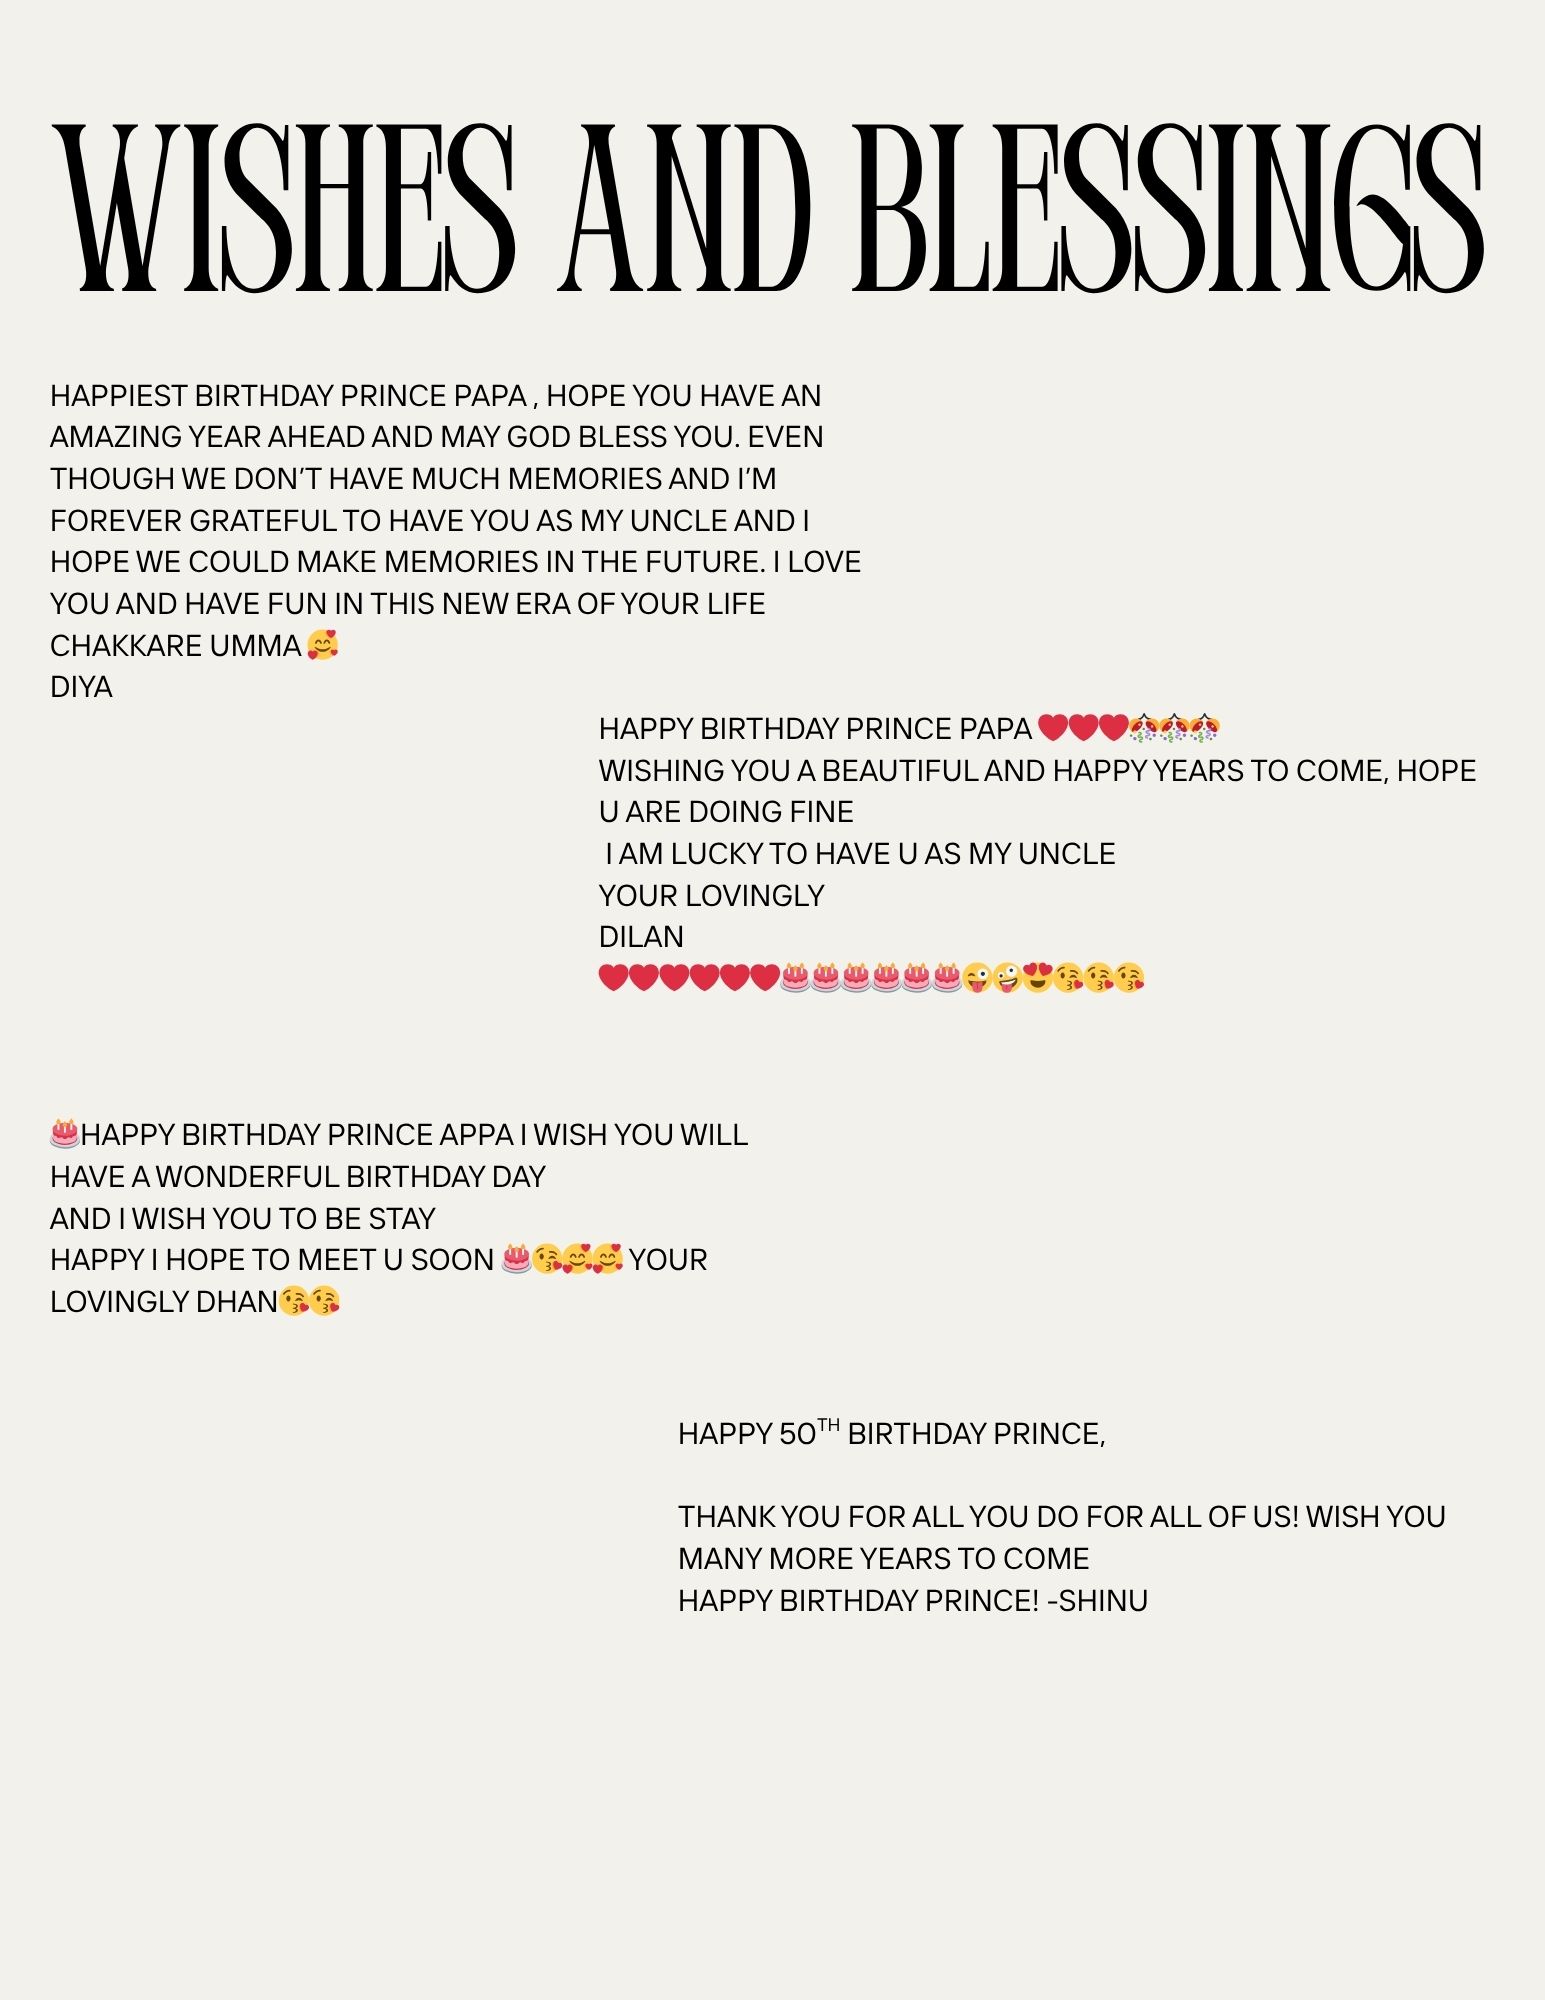 WISHES AND BLESSINGS
HAPPIEST BIRTHDAY PRINCE PAPA , HOPE YOU HAVE AN
AMAZING YEAR AHEAD AND MAY GOD BLESS YOU. EVEN
THOUGH WE DON’T HAVE MUCH MEMORIES AND I’M
FOREVER GRATEFUL TO HAVE YOU AS MY UNCLE AND I
HOPE WE COULD MAKE MEMORIES IN THE FUTURE. I LOVE
YOU AND HAVE FUN IN THIS NEW ERA OF YOUR LIFE
CHAKKARE UMMA 🥰
DIYA
HAPPY BIRTHDAY PRINCE PAPA ❤️❤️❤️🎊🎊🎊
WISHING YOU A BEAUTIFUL AND HAPPY YEARS TO COME, HOPE
U ARE DOING FINE
I AM LUCKY TO HAVE U AS MY UNCLE
YOUR LOVINGLY
DILAN
❤️❤️❤️❤️❤️❤️🎂🎂🎂🎂🎂🎂😜🤪😍😘😘😘
🎂HAPPY BIRTHDAY PRINCE APPA I WISH YOU WILL
HAVE A WONDERFUL BIRTHDAY DAY
AND I WISH YOU TO BE STAY
HAPPY I HOPE TO MEET U SOON 🎂😘🥰🥰 YOUR
LOVINGLY DHAN😘😘
HAPPY 50TH BIRTHDAY PRINCE,
THANK YOU FOR ALL YOU DO FOR ALL OF US! WISH YOU
MANY MORE YEARS TO COME
HAPPY BIRTHDAY PRINCE! -SHINU